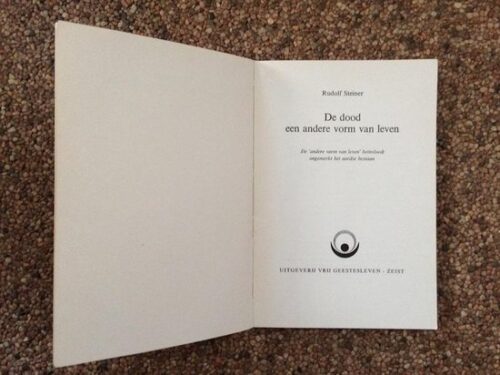 Rudolf Steiner
De dood
een andere vorm van leven
De 'andere vorm van leven' beïnvloedt
ongemerkt het aardse bestaan
UITGEVERIJ VRIJ GEESTESLEVEN - ZEIST